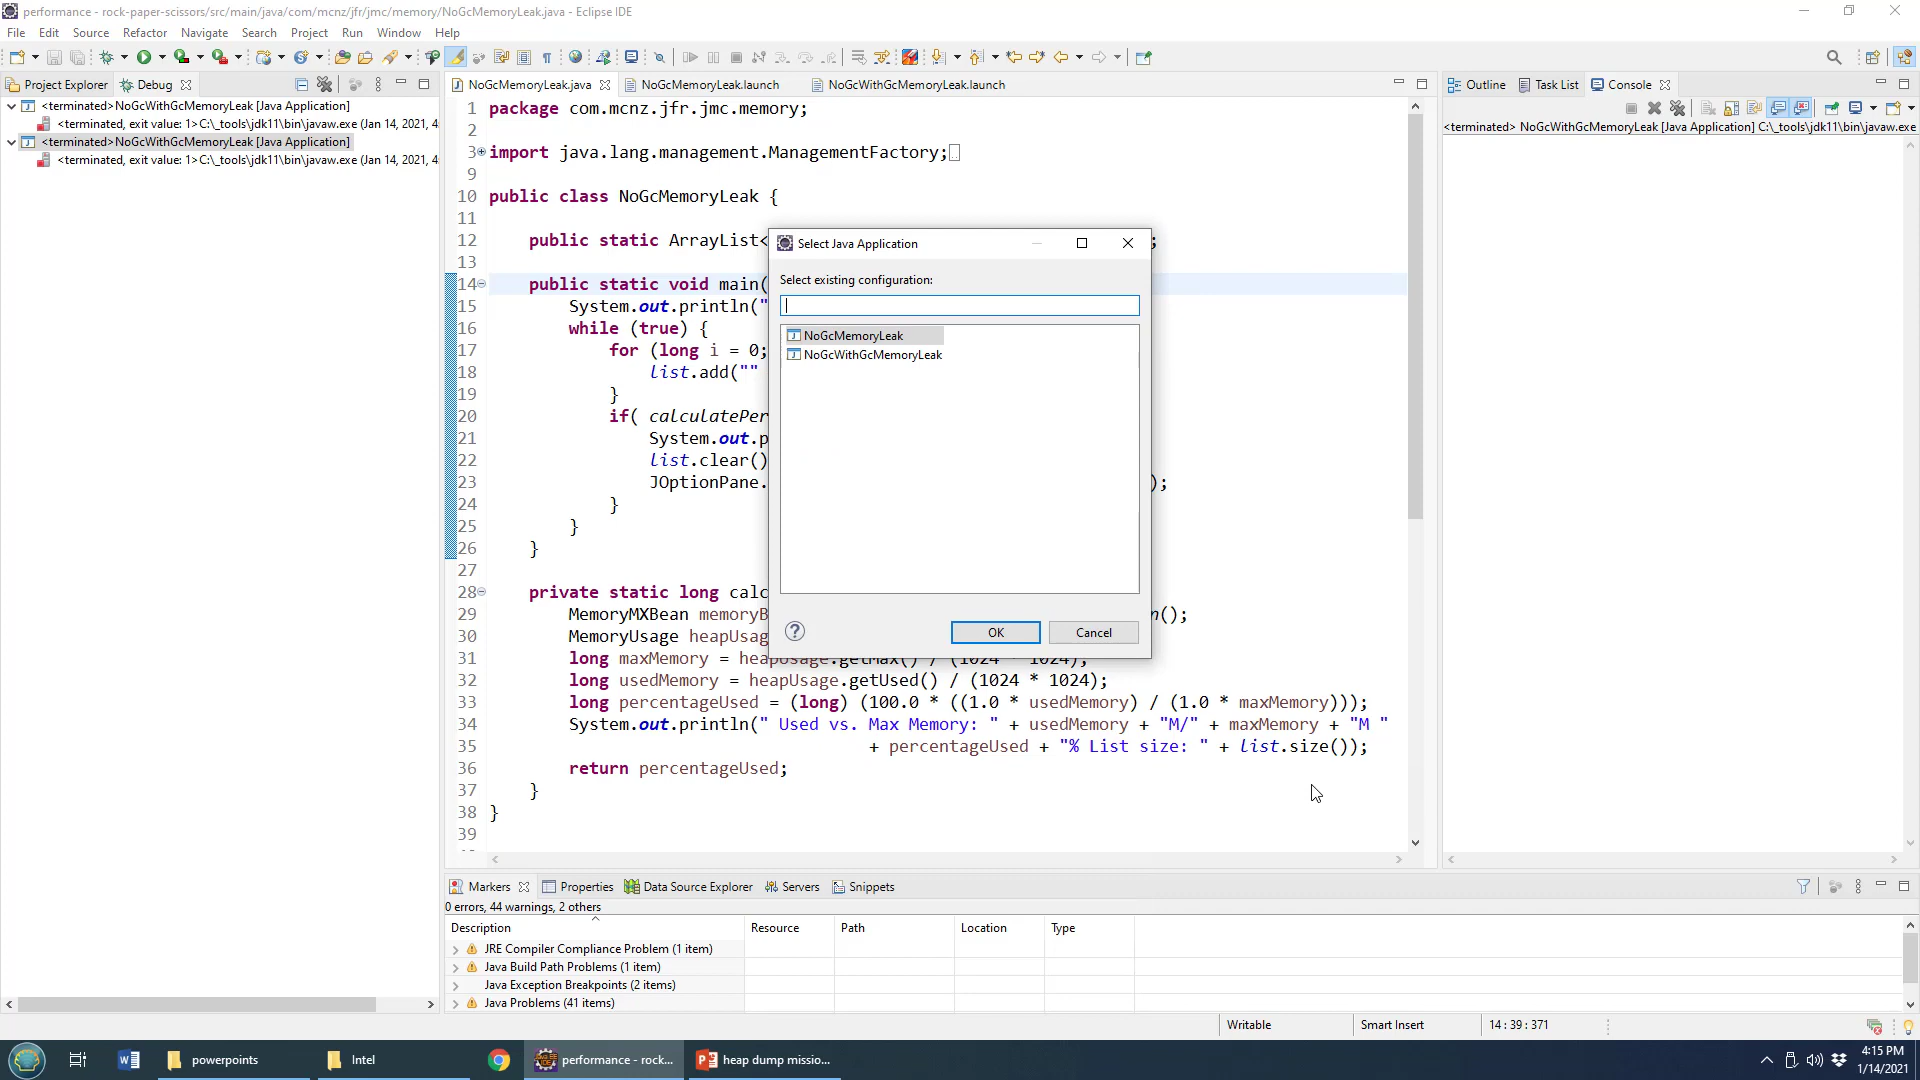 performance - rock-paper-scissors/src/main/java/com/mcnz/jfr/jmc/memory/NoGcMemoryLeak.java - Eclipse IDE
File Edit Source Refactor Navigate Search Project Run Window Help
Project Explorer Debug
<terminated>NoGcWithGcMemoryLeak [Java Application]
<terminated, exit value: 1>C:\_tools\jdk11\bin\javaw.exe (Jan 14, 2021, 4
<terminated>NoGcWithGcMemoryLeak [Java Application]
<terminated, exit value: 1>C:\_tools\jdk11\bin\javaw.exe (Jan 14, 2021, 4
NoGcMemoryLeak.java NoGcMemoryLeak.launch NoGcWithGcMemoryLeak.launch
1 package com.mcnz.jfr.jmc.memory;
2
3 import java.lang.management.ManagementFactory;
9
10 public class NoGcMemoryLeak {
11
12 public static ArrayList< ;
13
14 public static void main(
15 System.out.println("
16 while (true) {
17 for (long i = 0;
18 list.add(""
19 }
20 if( calculatePer
21 System.out.p
22 list.clear()
23 JOptionPane. );
24 }
25 }
26 }
27
28 private static long calc
29 MemoryMXBean memoryB n();
30 MemoryUsage heapUsag
31 long maxMemory = heapUsage.getMax() / (1024 * 1024);
32 long usedMemory = heapUsage.getUsed() / (1024 * 1024);
33 long percentageUsed = (long) (100.0 * ((1.0 * usedMemory) / (1.0 * maxMemory)));
34 System.out.println(" Used vs. Max Memory: " + usedMemory + "M/" + maxMemory + "M "
35 + percentageUsed + "% List size: " + list.size());
36 return percentageUsed;
37 }
38 }
39
Select Java Application
Select existing configuration:
NoGcMemoryLeak
NoGcWithGcMemoryLeak
OK Cancel
Outline Task List Console
<terminated> NoGcWithGcMemoryLeak [Java Application] C:\_tools\jdk11\bin\javaw.exe
Markers Properties Data Source Explorer Servers Snippets
0 errors, 44 warnings, 2 others
Description Resource Path Location Type
JRE Compiler Compliance Problem (1 item)
Java Build Path Problems (1 item)
Java Exception Breakpoints (2 items)
Java Problems (41 items)
Writable Smart Insert 14 : 39 : 371
powerpoints Intel performance - rock... heap dump missio...
4:15 PM
1/14/2021